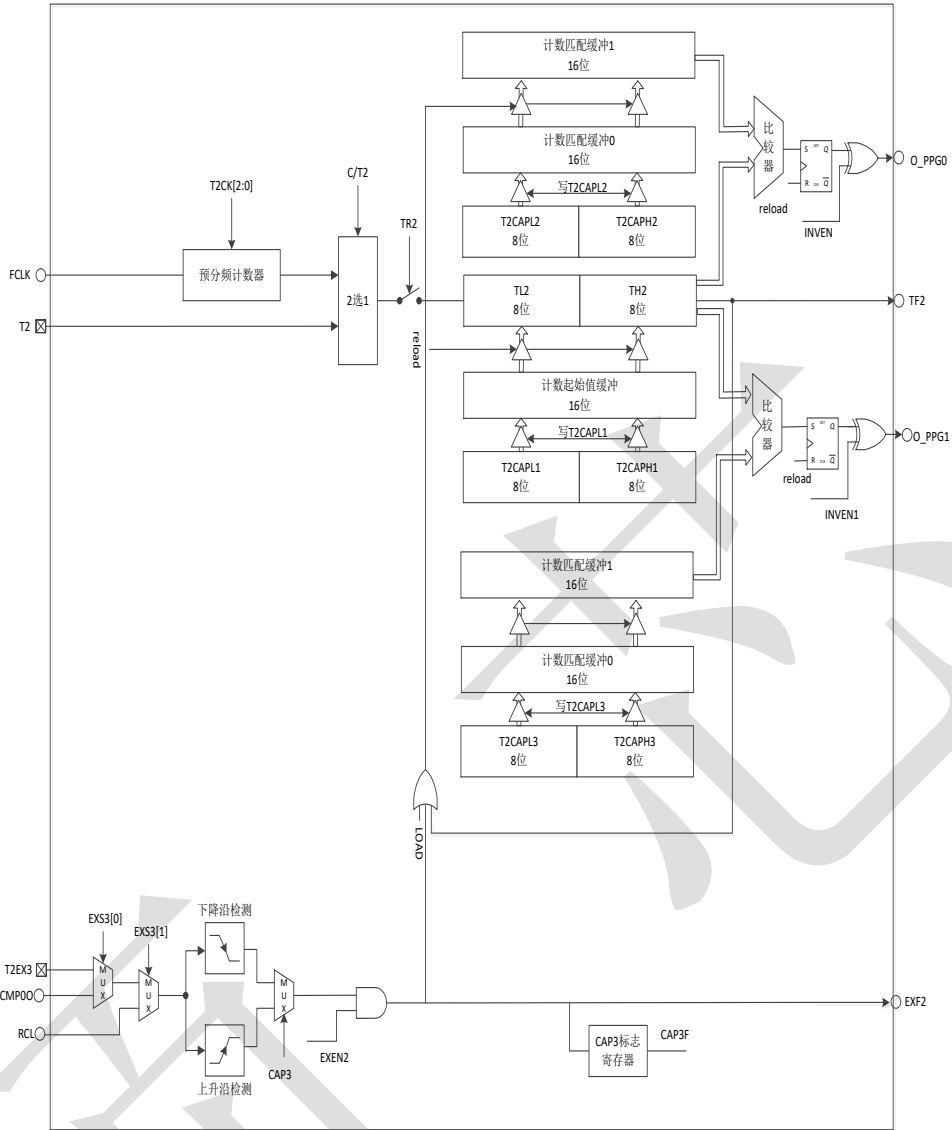 计数匹配缓冲1
16位
计数匹配缓冲0
16位
写T2CAPL2
T2CAPL2
8位
T2CAPH2
8位
比较器
S SET Q
R CLR Q
reload
INVEN
O_PPG0
C/T2
T2CK[2:0]
TR2
FCLK
预分频计数器
2选1
T2
TL2
8位
TH2
8位
TF2
reload
计数起始值缓冲
16位
写T2CAPL1
T2CAPL1
8位
T2CAPH1
8位
比较器
S SET Q
R CLR Q
reload
INVEN1
O_PPG1
计数匹配缓冲1
16位
计数匹配缓冲0
16位
写T2CAPL3
T2CAPL3
8位
T2CAPH3
8位
LOAD
EXS3[0]
EXS3[1]
下降沿检测
T2EX3
CMP0O
RCL
MUX
MUX
MUX
上升沿检测
CAP3
EXEN2
EXF2
CAP3标志
寄存器
CAP3F